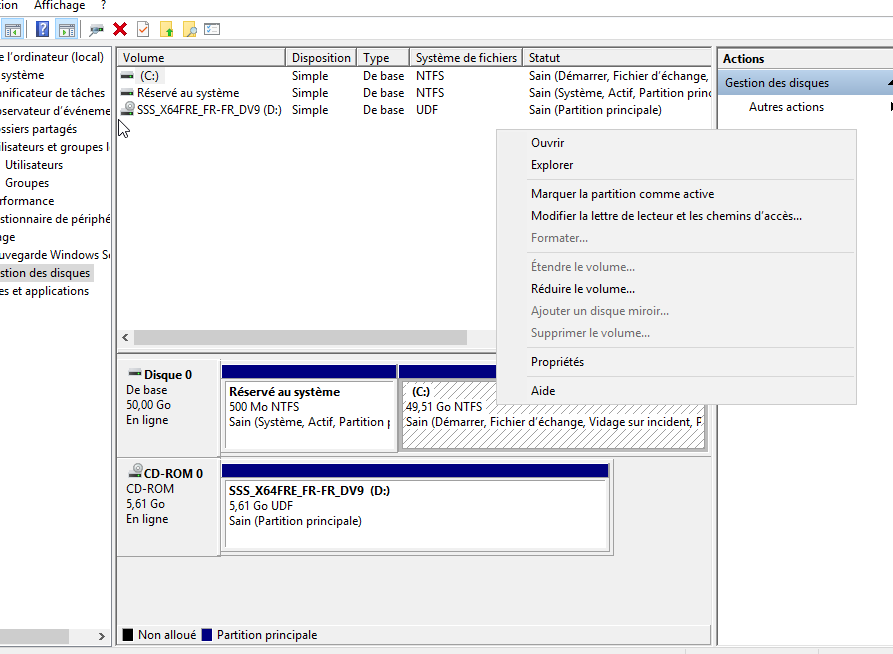 ion Affichage ?
e l'ordinateur (local)
système
anificateur de tâches
bservateur d'événeme
ossiers partagés
ilisateurs et groupes l
Utilisateurs
Groupes
rformance
stionnaire de périphé
age
auvegarde Windows Se
stion des disques
es et applications
Volume Disposition Type Système de fichiers Statut
(C:) Simple De base NTFS Sain (Démarrer, Fichier d'échange,
Réservé au système Simple De base NTFS Sain (Système, Actif, Partition princ
SSS_X64FRE_FR-FR_DV9 (D:) Simple De base UDF Sain (Partition principale)
Actions
Gestion des disques
Autres actions
Ouvrir
Explorer
Marquer la partition comme active
Modifier la lettre de lecteur et les chemins d'accès...
Formater...
Étendre le volume...
Réduire le volume...
Ajouter un disque miroir...
Supprimer le volume...
Propriétés
Aide
Disque 0
De base
50,00 Go
En ligne
Réservé au système
500 Mo NTFS
Sain (Système, Actif, Partition p
(C:)
49,51 Go NTFS
Sain (Démarrer, Fichier d'échange, Vidage sur incident, P
CD-ROM 0
CD-ROM
5,61 Go
En ligne
SSS_X64FRE_FR-FR_DV9 (D:)
5,61 Go UDF
Sain (Partition principale)
Non alloué Partition principale